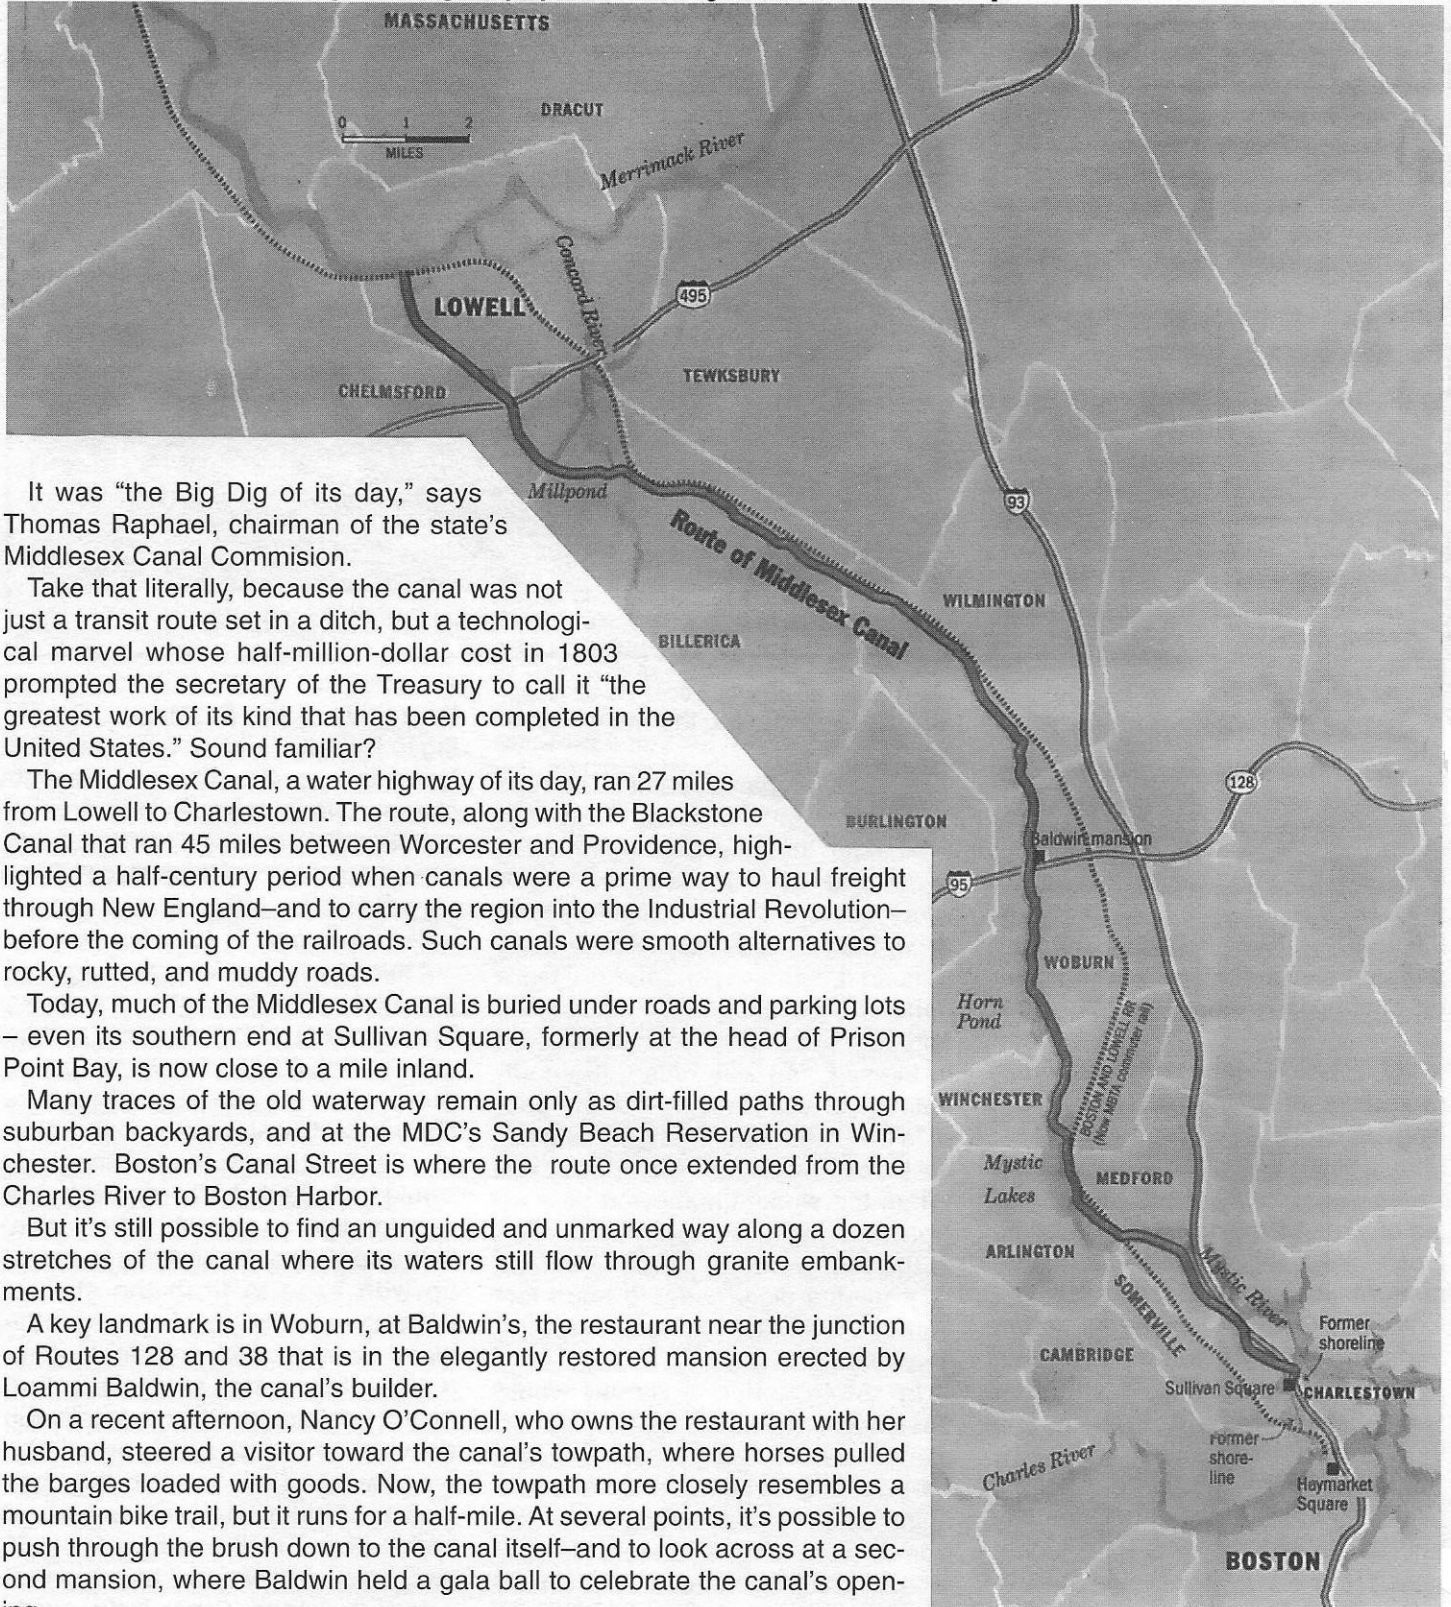 MASSACHUSETTS
DRACUT
0 1 2
MILES
Merrimack River
Concord River
LOWELL
495
CHELMSFORD
TEWKSBURY
Millpond
93
Route of Middlesex Canal
WILMINGTON
BILLERICA
128
BURLINGTON
Baldwin mansion
95
WOBURN
Horn
Pond
BOSTON AND LOWELL RR
(Now MBTA commuter rail)
WINCHESTER
Mystic
Lakes
MEDFORD
ARLINGTON
Mystic River
SOMERVILLE
Former
shoreline
CAMBRIDGE
Sullivan Square
CHARLESTOWN
Former
shore-
line
Charles River
Haymarket
Square
BOSTON
It was “the Big Dig of its day,” says
Thomas Raphael, chairman of the state’s
Middlesex Canal Commision.
Take that literally, because the canal was not
just a transit route set in a ditch, but a technologi-
cal marvel whose half-million-dollar cost in 1803
prompted the secretary of the Treasury to call it “the
greatest work of its kind that has been completed in the
United States.” Sound familiar?
The Middlesex Canal, a water highway of its day, ran 27 miles
from Lowell to Charlestown. The route, along with the Blackstone
Canal that ran 45 miles between Worcester and Providence, high-
lighted a half-century period when canals were a prime way to haul freight
through New England–and to carry the region into the Industrial Revolution–
before the coming of the railroads. Such canals were smooth alternatives to
rocky, rutted, and muddy roads.
Today, much of the Middlesex Canal is buried under roads and parking lots
– even its southern end at Sullivan Square, formerly at the head of Prison
Point Bay, is now close to a mile inland.
Many traces of the old waterway remain only as dirt-filled paths through
suburban backyards, and at the MDC’s Sandy Beach Reservation in Win-
chester. Boston’s Canal Street is where the route once extended from the
Charles River to Boston Harbor.
But it’s still possible to find an unguided and unmarked way along a dozen
stretches of the canal where its waters still flow through granite embank-
ments.
A key landmark is in Woburn, at Baldwin’s, the restaurant near the junction
of Routes 128 and 38 that is in the elegantly restored mansion erected by
Loammi Baldwin, the canal’s builder.
On a recent afternoon, Nancy O’Connell, who owns the restaurant with her
husband, steered a visitor toward the canal’s towpath, where horses pulled
the barges loaded with goods. Now, the towpath more closely resembles a
mountain bike trail, but it runs for a half-mile. At several points, it’s possible to
push through the brush down to the canal itself–and to look across at a sec-
ond mansion, where Baldwin held a gala ball to celebrate the canal’s open-